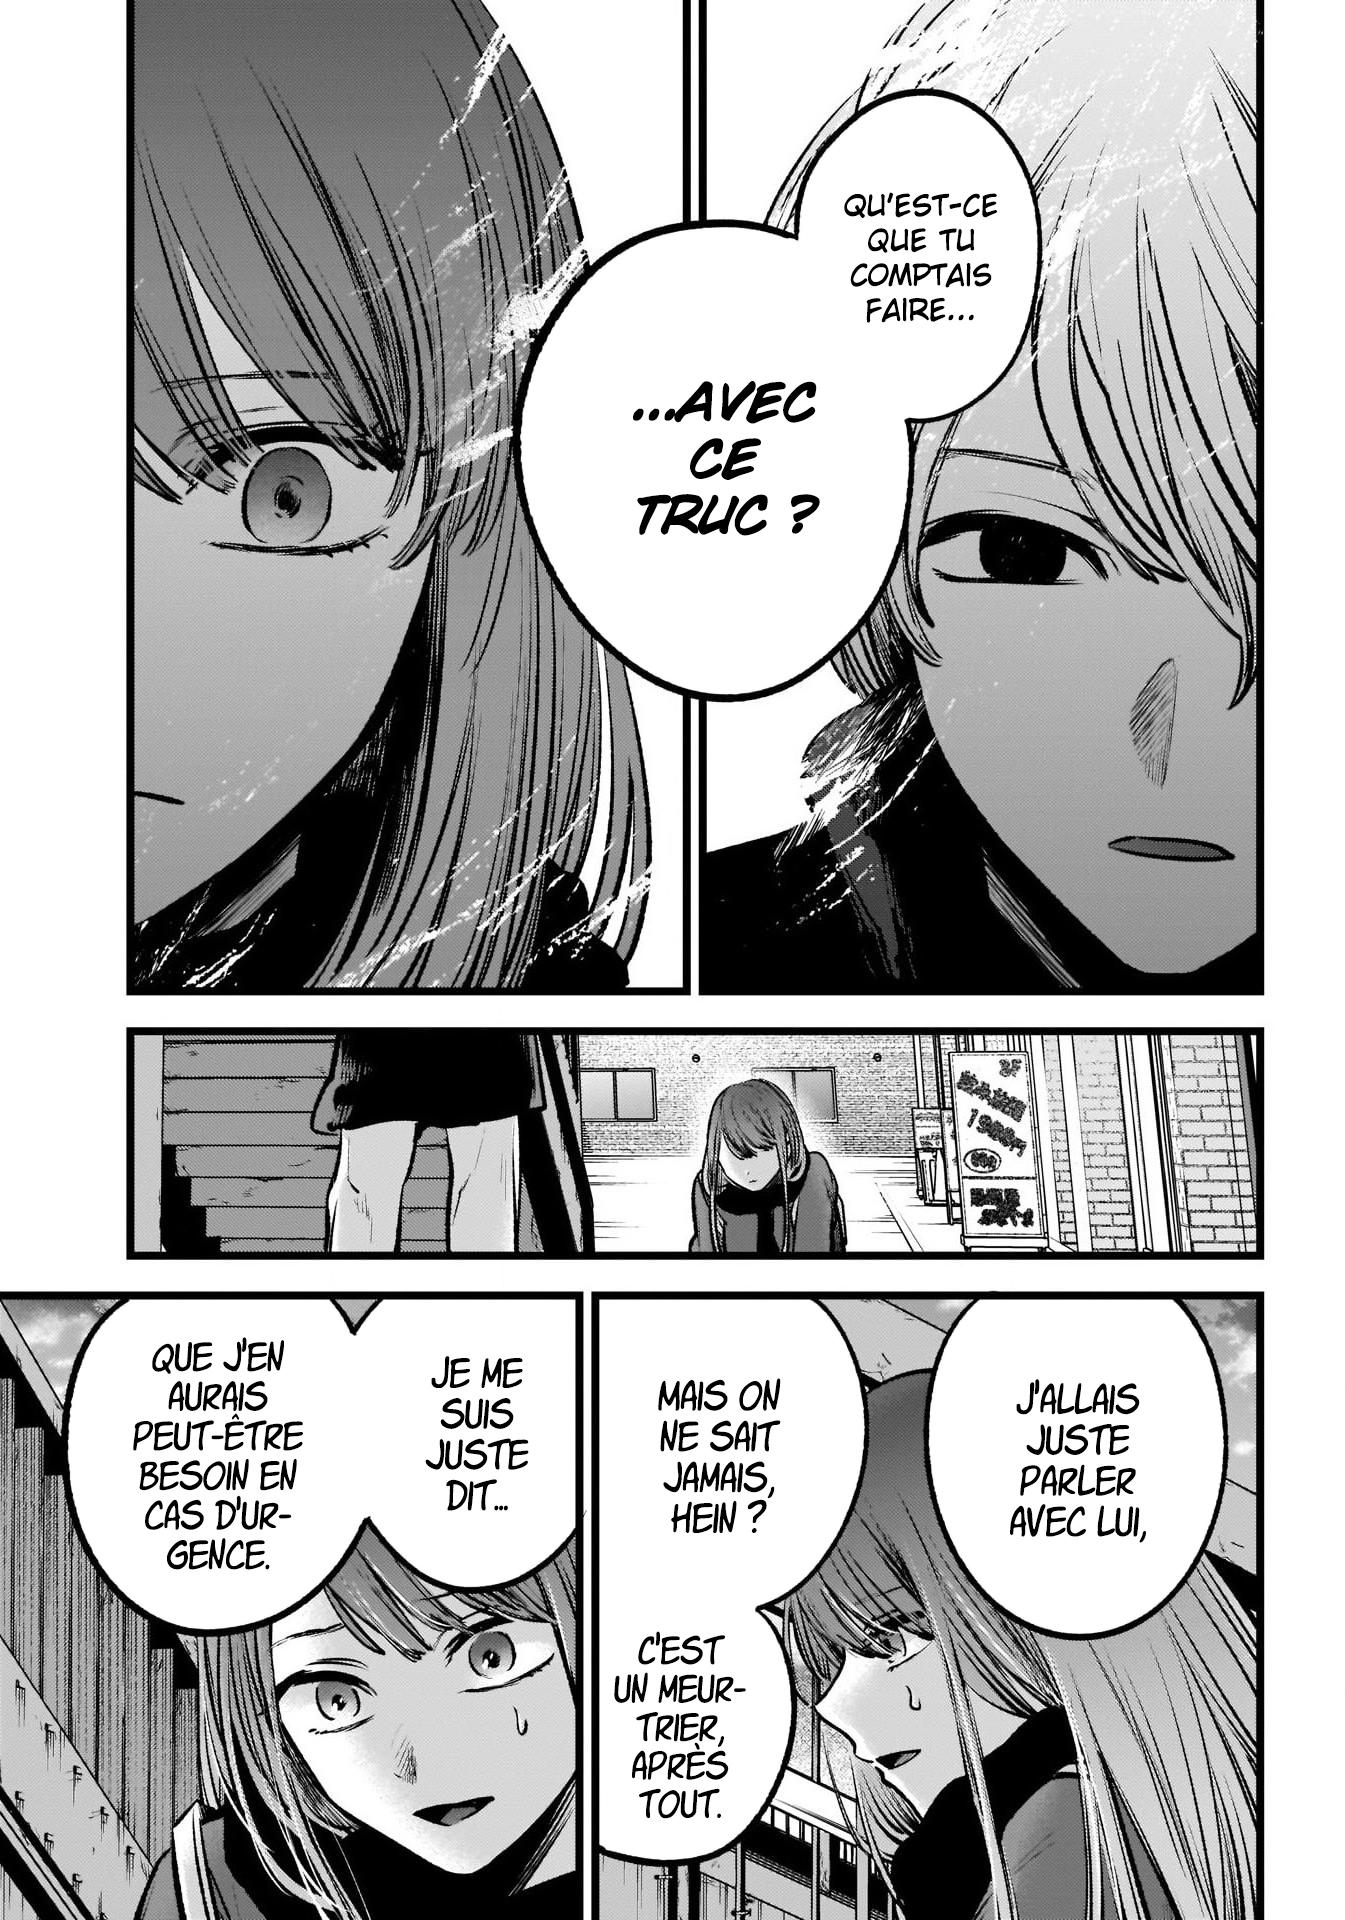 QU'EST-CE
QUE TU
COMPTAIS
FAIRE...
...AVEC
CE
TRUC ?
3F
J'ALLAIS
JUSTE
PARLER
AVEC LUI,
MAIS ON
NE SAIT
JAMAIS,
HEIN ?
C'EST
UN MEUR-
TRIER,
APRÈS
TOUT.
JE ME
SUIS
JUSTE
DIT...
QUE J'EN
AURAIS
PEUT-ÊTRE
BESOIN EN
CAS D'UR-
GENCE.